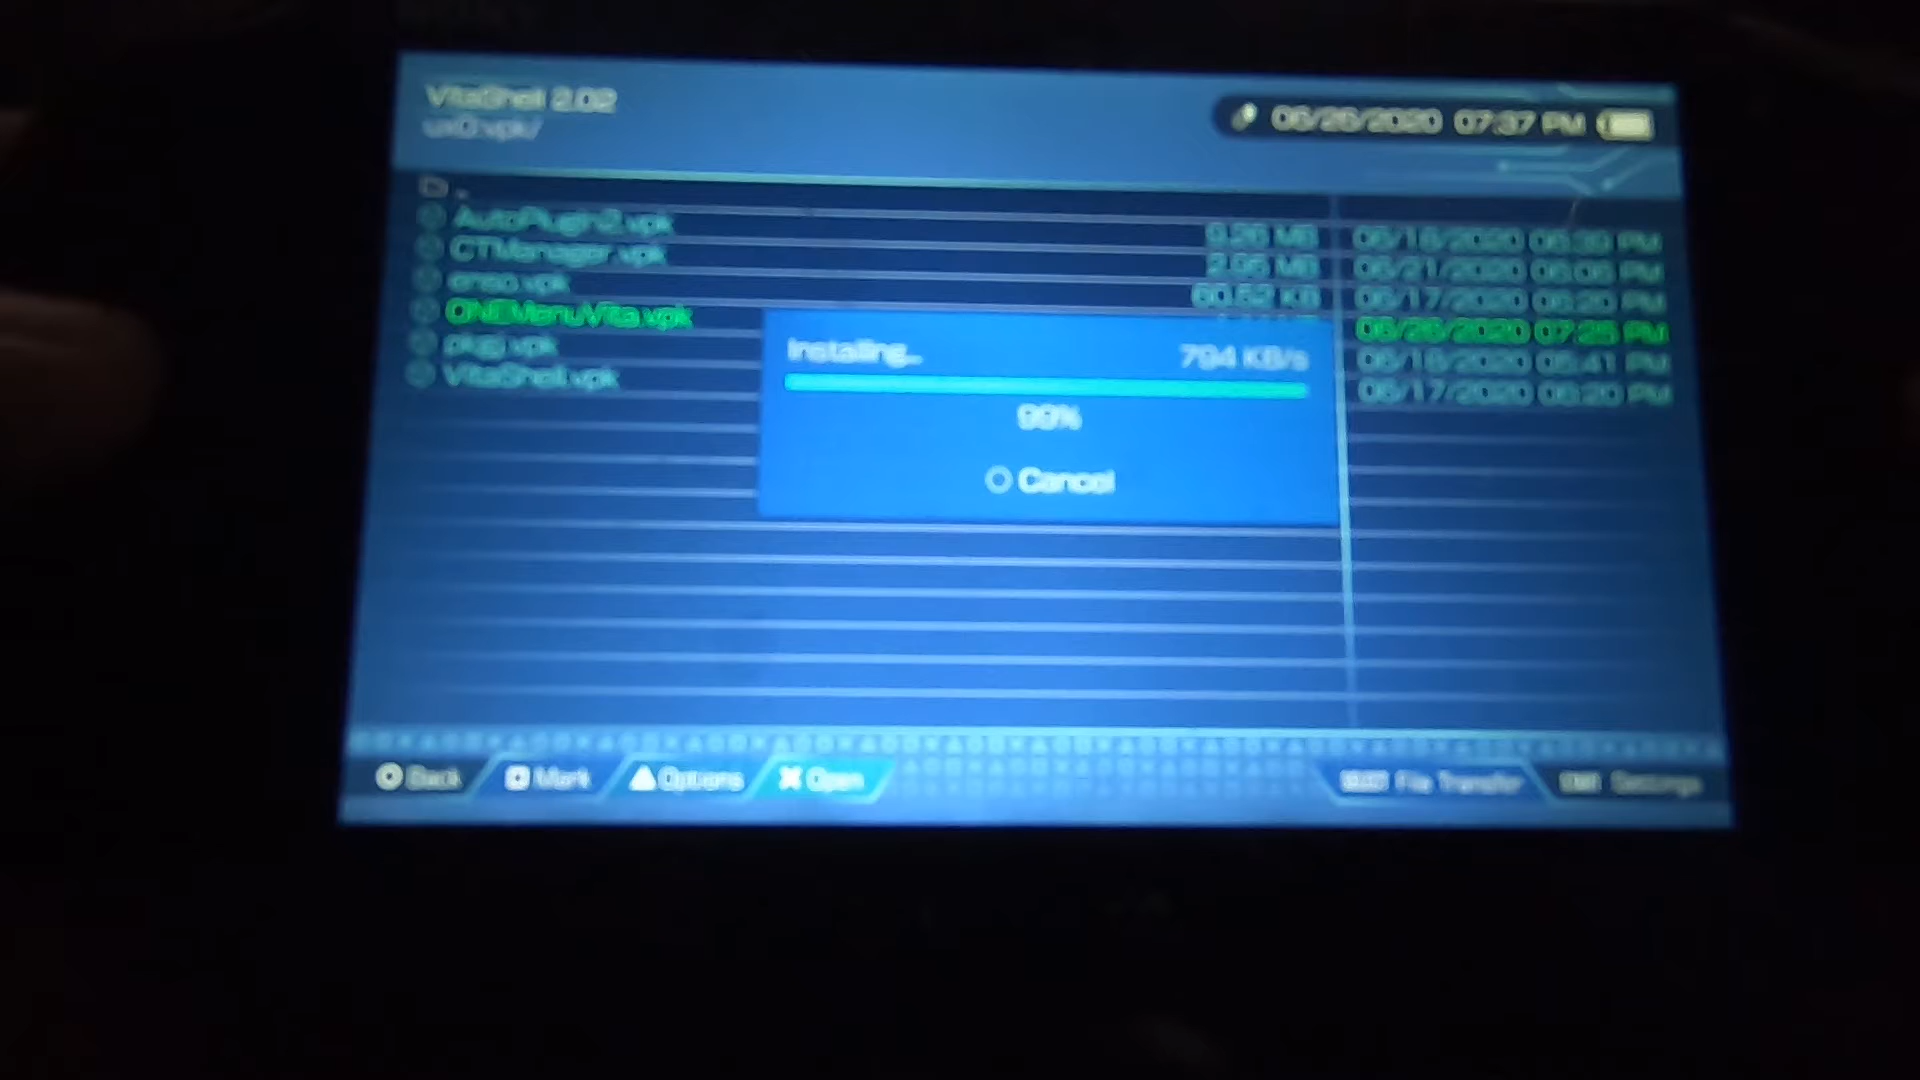 VitaShell 2.02
ux0:vpk/
06/26/2020 07:37 PM
..
AutoPlugin2.vpk 9.26 MB 06/18/2020 06:39 PM
CTManager.vpk 2.95 MB 06/21/2020 06:06 PM
enso.vpk 60.52 KB 06/17/2020 06:20 PM
ONEMenuVita.vpk 06/26/2020 07:25 PM
pkgj.vpk 06/18/2020 05:41 PM
VitaShell.vpk 06/17/2020 06:20 PM
Installing... 794 KB/s
99%
Cancel
Back Mark Options Open File Transfer Settings